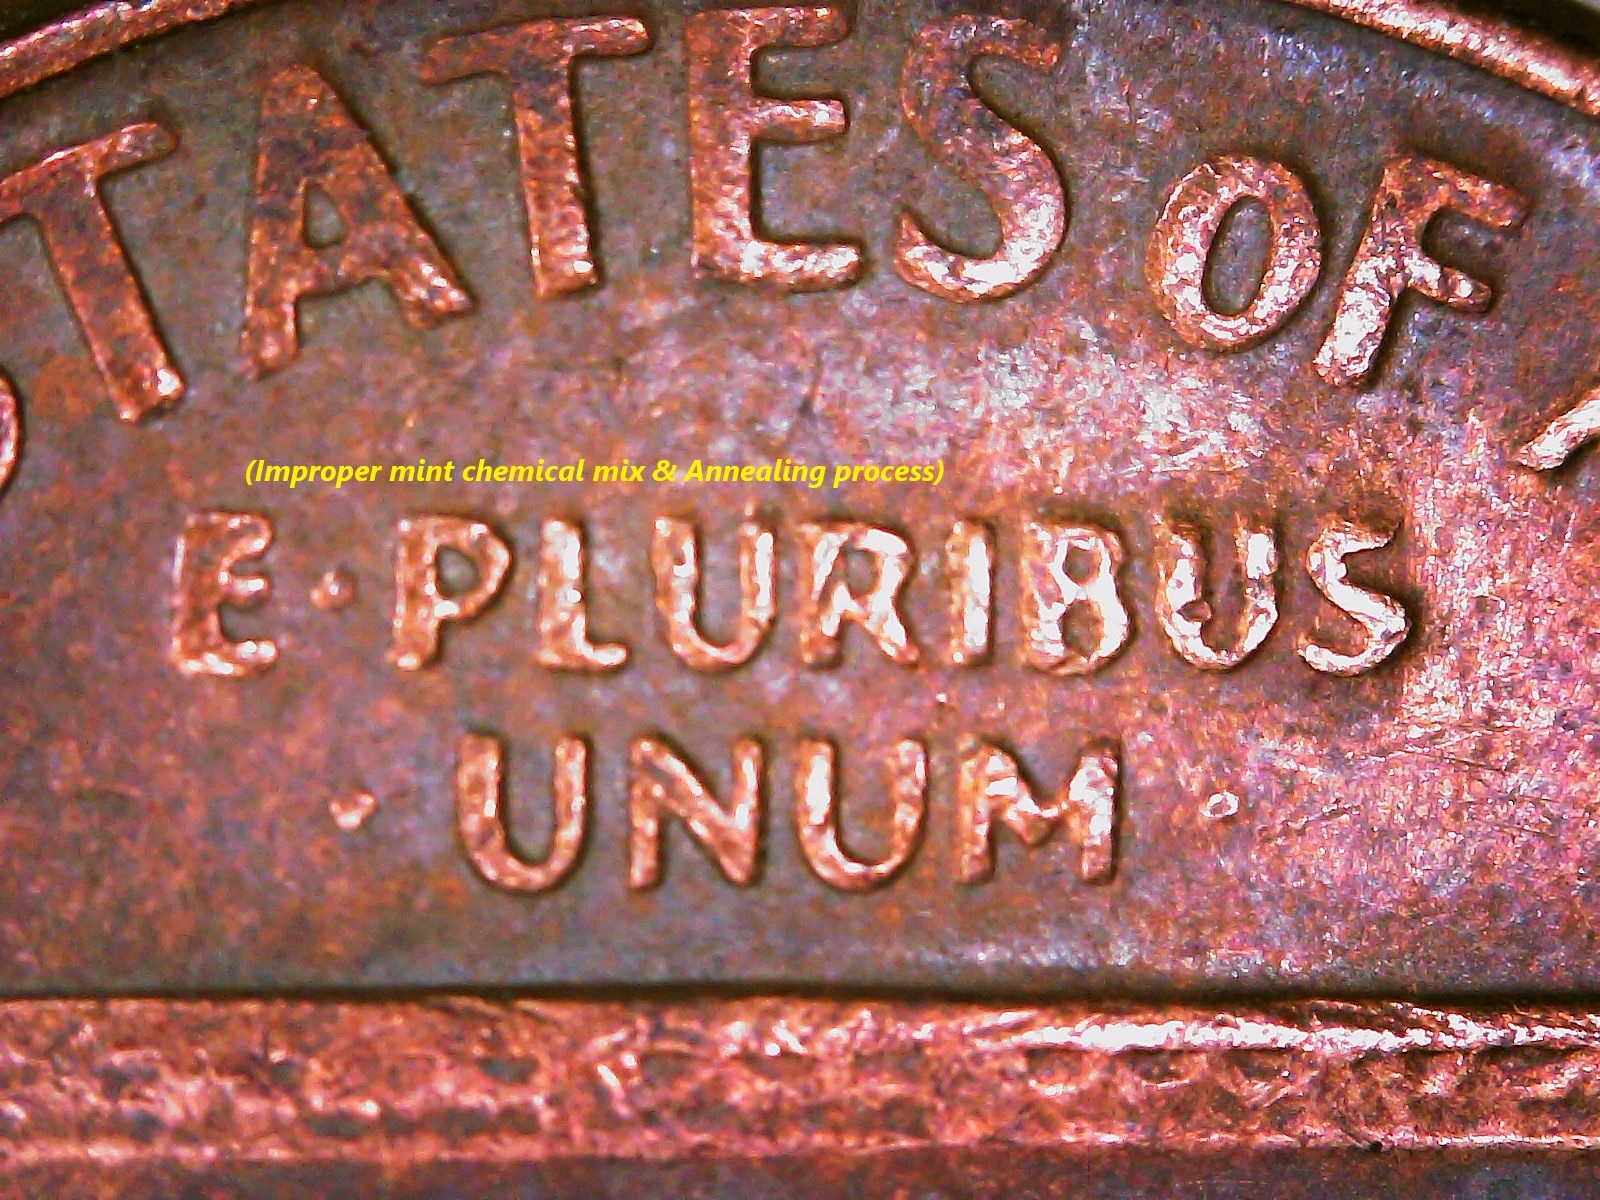 STATES OF
(Improper mint chemical mix & Annealing process)
E·PLURIBUS
·UNUM·